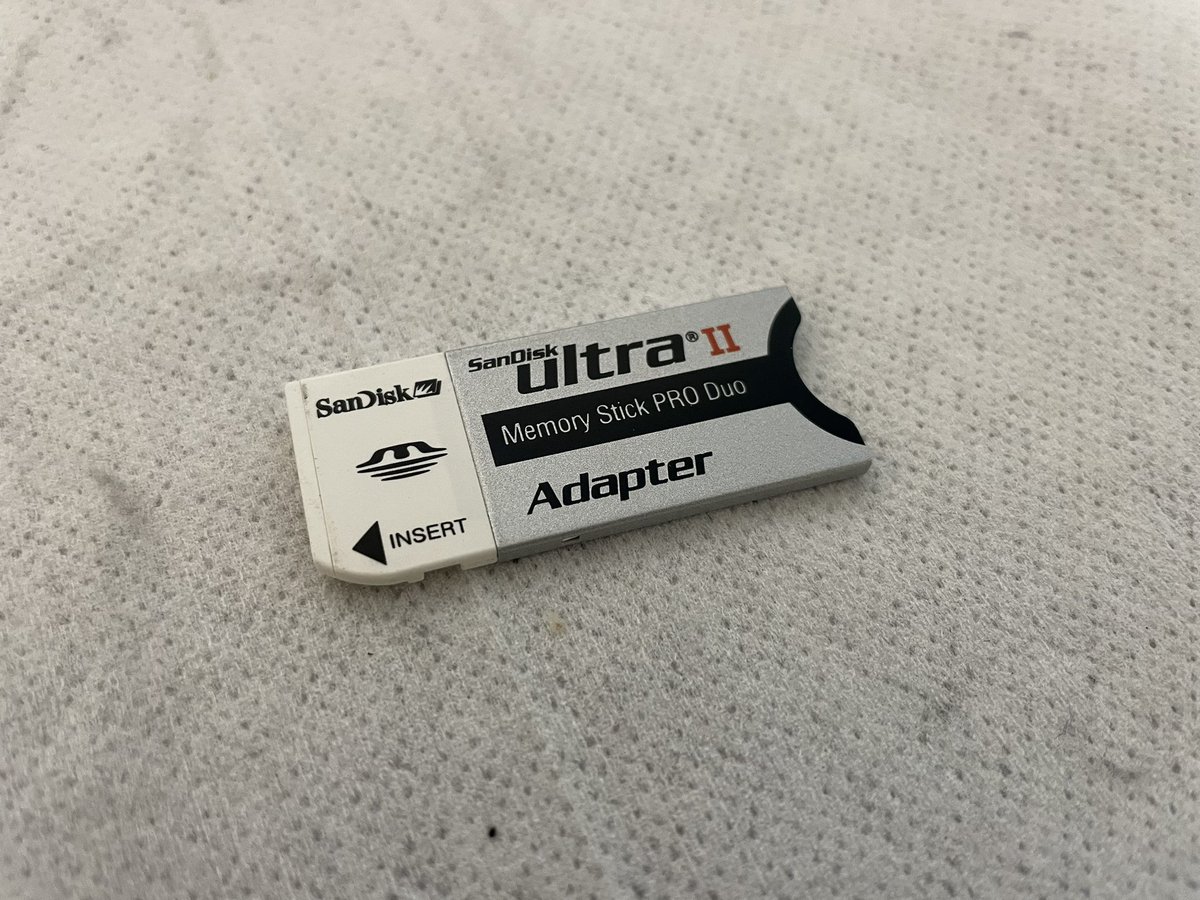 SanDisk
INSERT
SanDisk
ultra® II
Memory Stick PRO Duo
Adapter